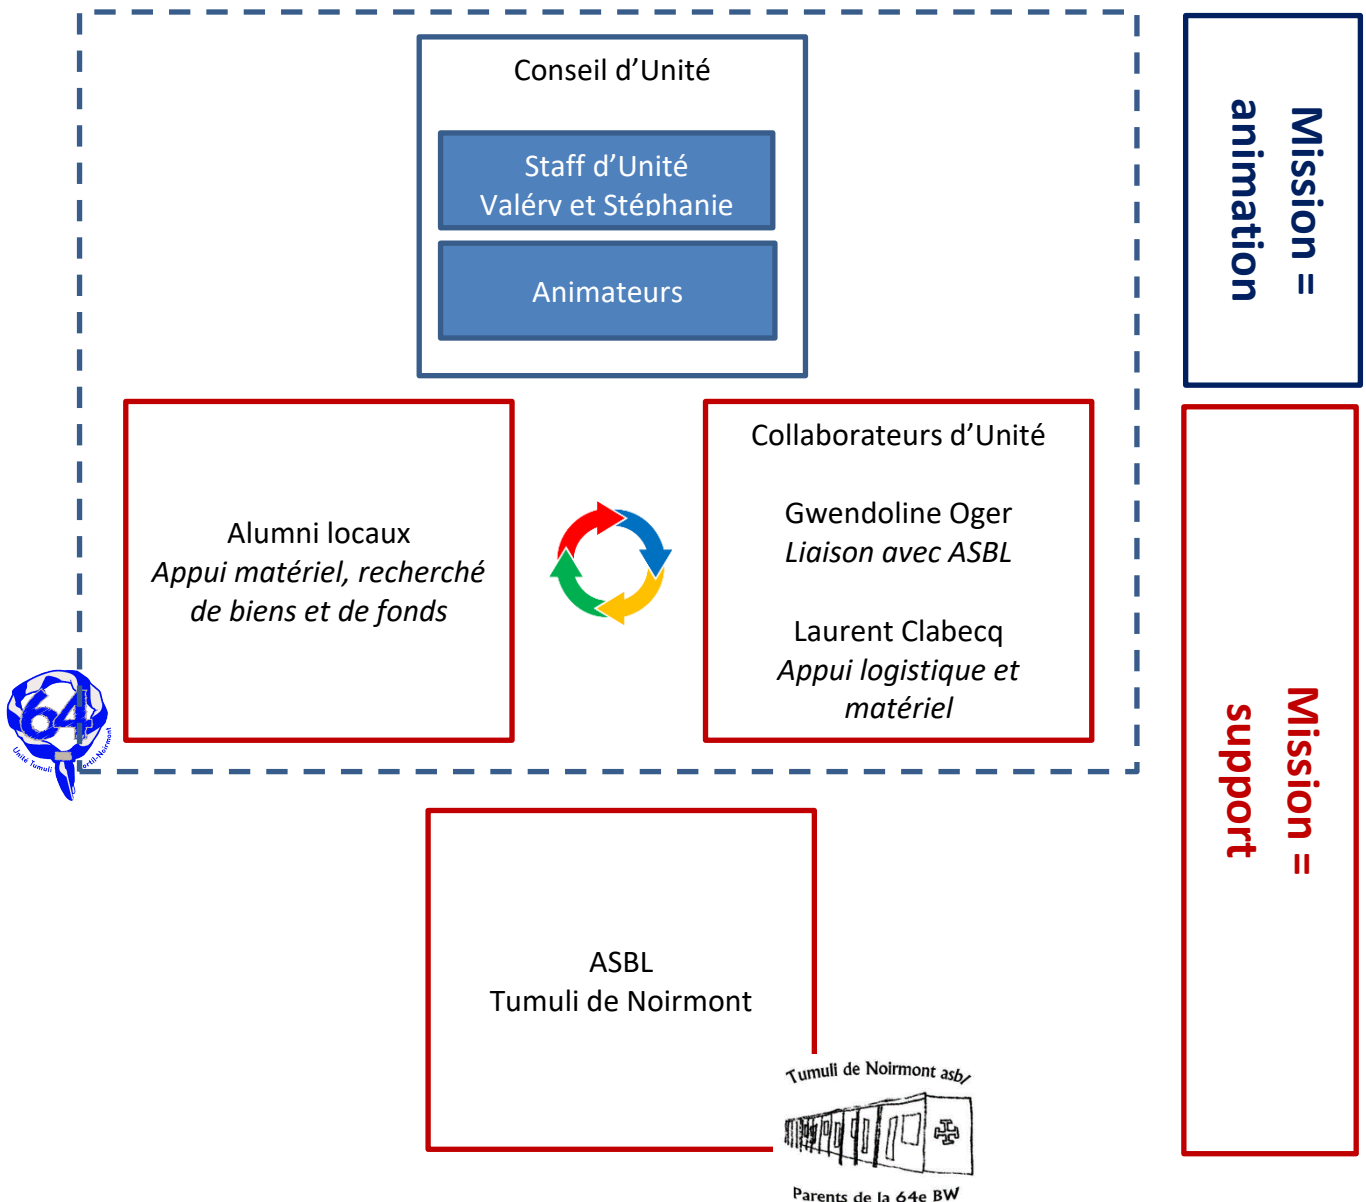 Conseil d’Unité
Staff d’Unité
Valéry et Stéphanie
Animateurs
Mission =
animation
Alumni locaux
Appui matériel, recherché
de biens et de fonds
Collaborateurs d’Unité
Gwendoline Oger
Liaison avec ASBL
Laurent Clabecq
Appui logistique et
matériel
Mission =
support
64
Unité Tumuli
ortil-Noirmont
ASBL
Tumuli de Noirmont
Tumuli de Noirmont asbl
Parents de la 64e BW